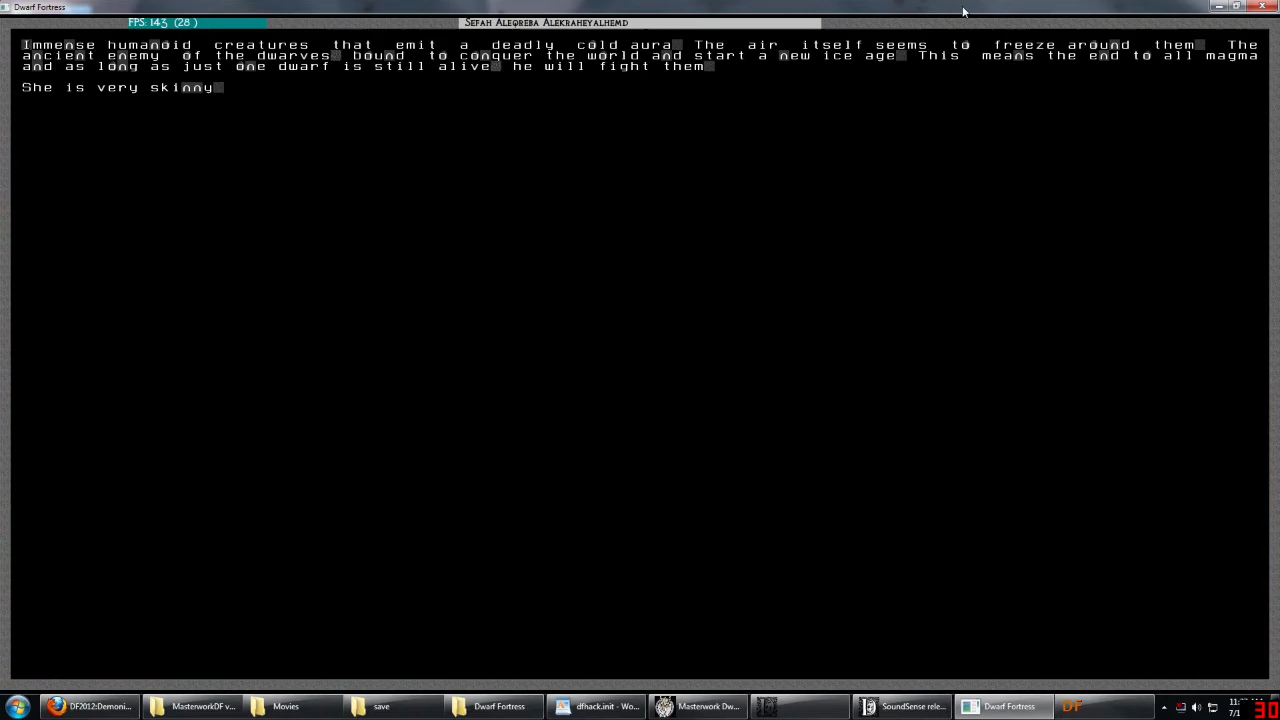 Dwarf Fortress
FPS: 143 (28 )
Sefah Aleqreba Alekraheyalhemd
Immense humanoid creatures that emit a deadly cold aura The air itself seems to freeze around them The
ancient enemy of the dwarves bound to conquer the world and start a new ice age This means the end to all magma
and as long as just one dwarf is still alive he will fight them
She is very skinny
DF2012:Demoni...
MasterworkDF v...
Movies
save
Dwarf Fortress
dfhack.init - Wo...
Masterwork Dw...
SoundSense rele...
Dwarf Fortress
DF
7/1
30